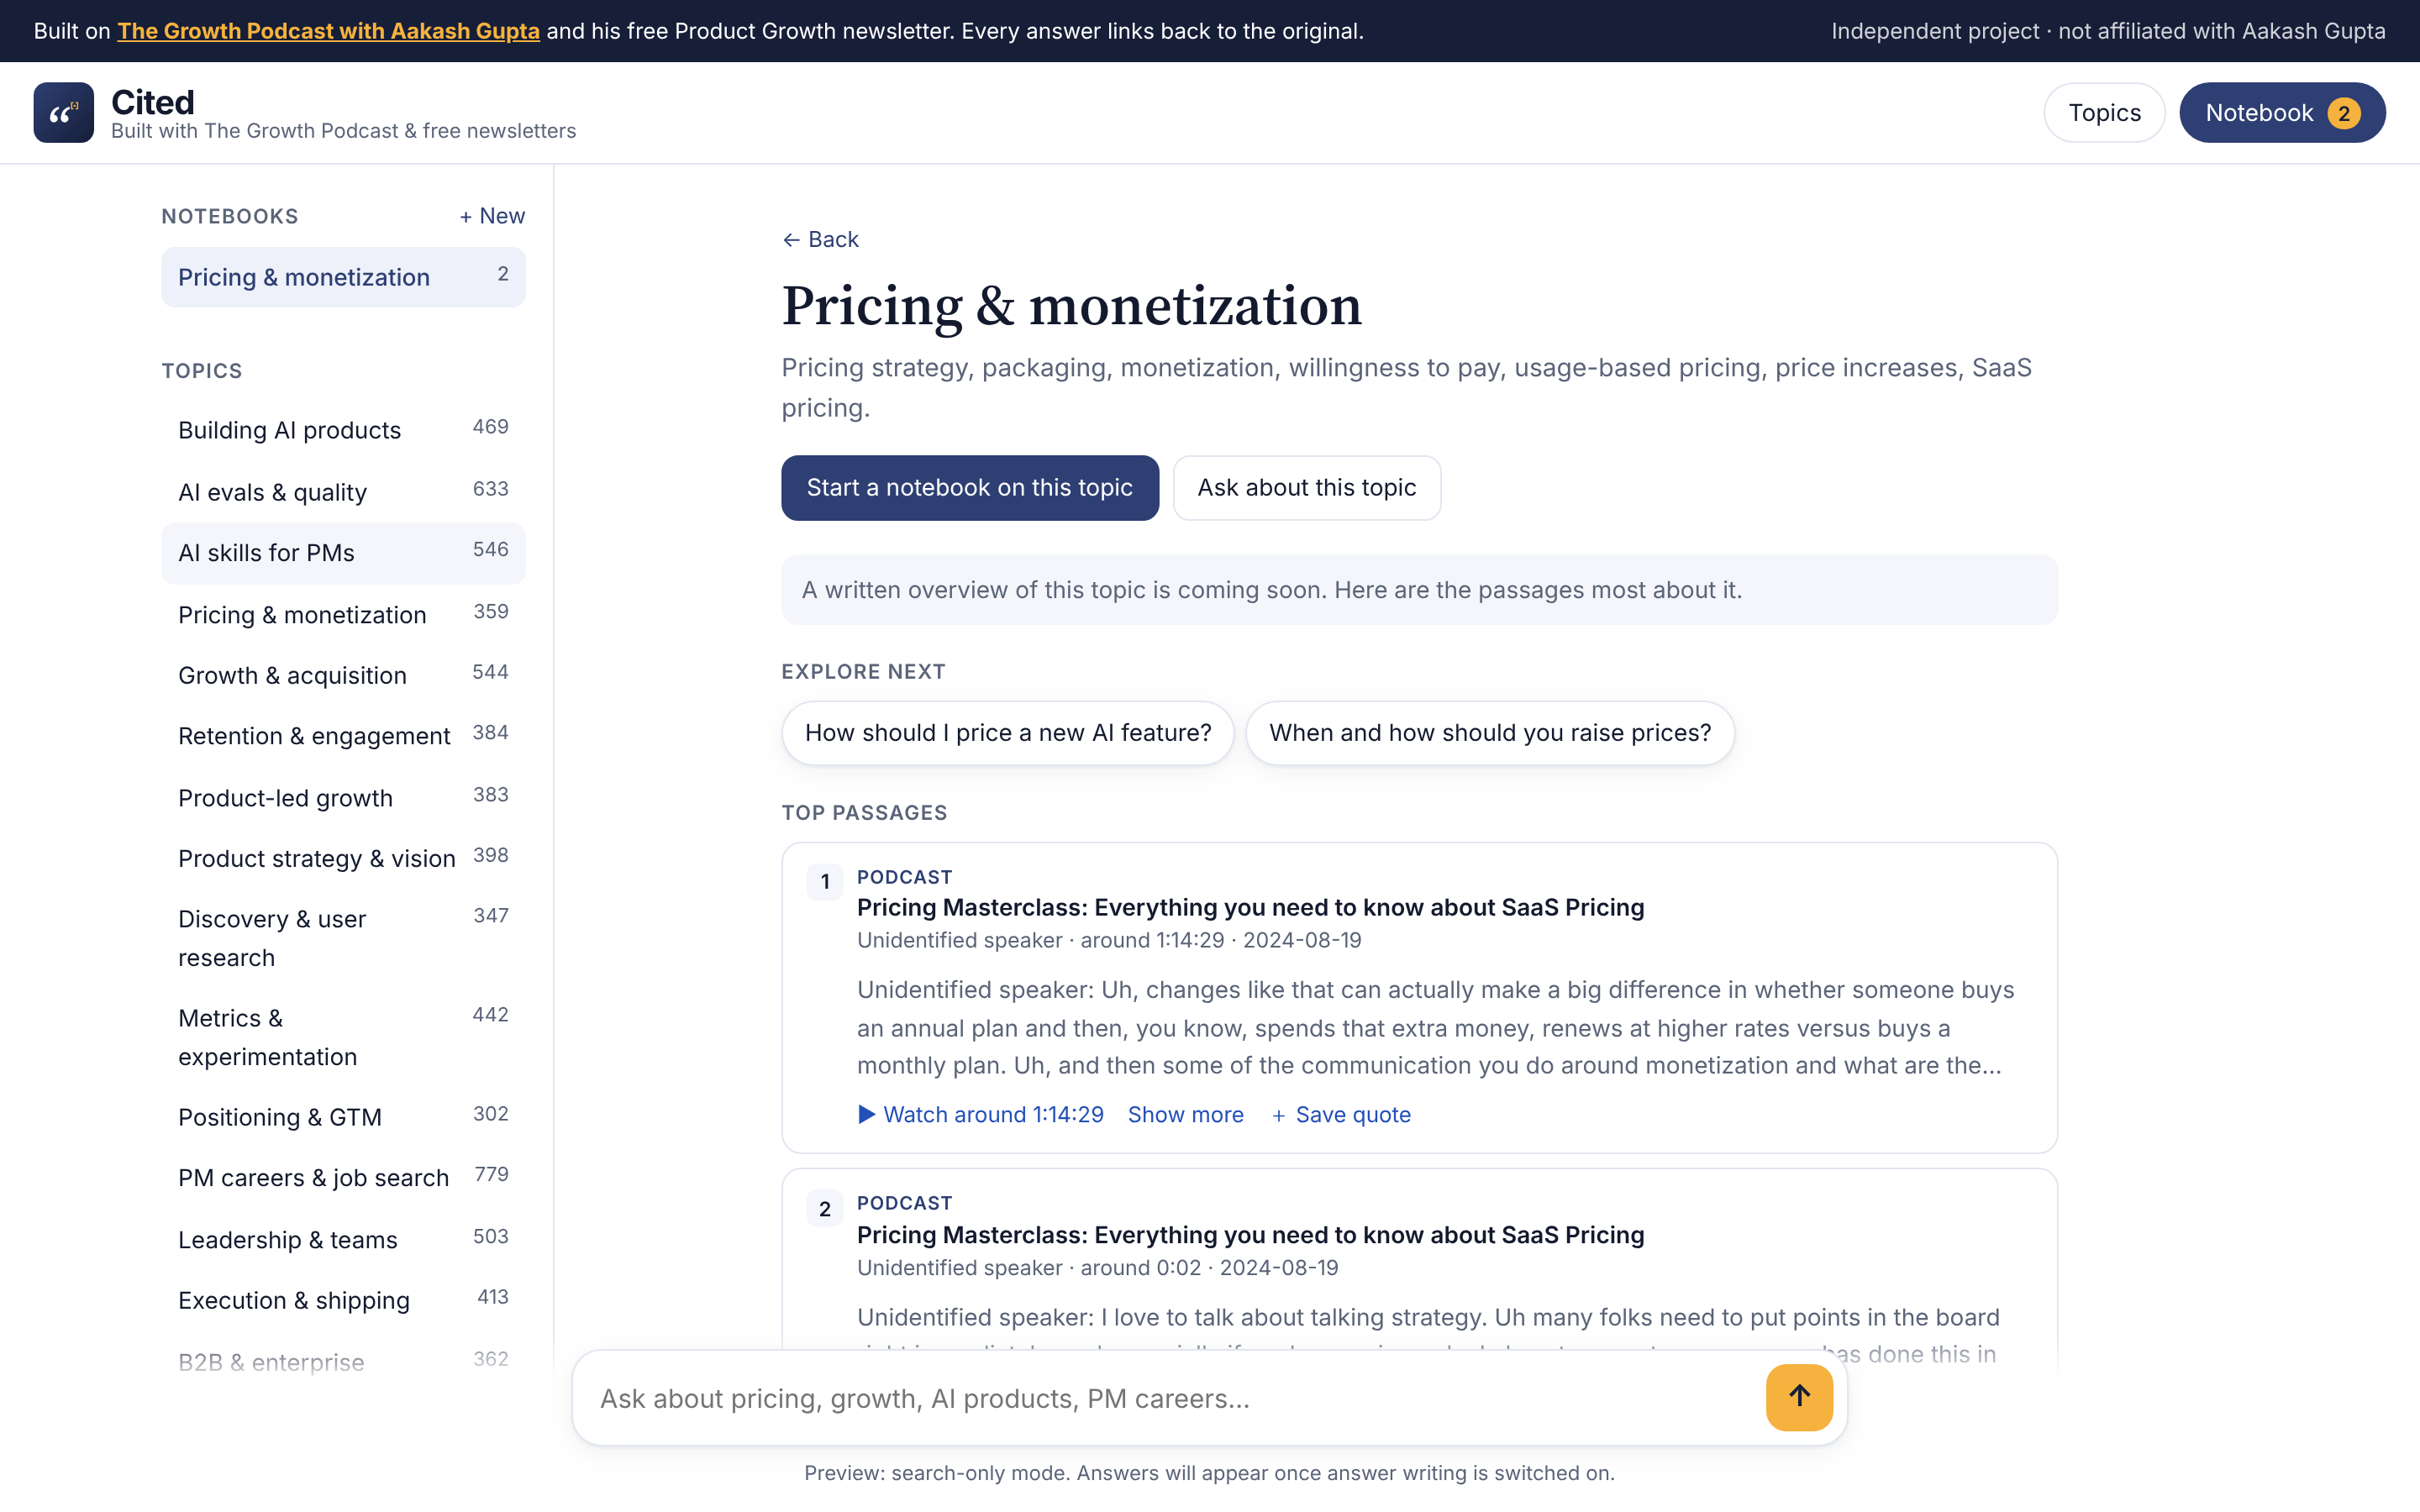 Built on The Growth Podcast with Aakash Gupta and his free Product Growth newsletter. Every answer links back to the original.
Independent project · not affiliated with Aakash Gupta
Cited
Built with The Growth Podcast & free newsletters
Topics
Notebook 2
NOTEBOOKS + New
Pricing & monetization 2
TOPICS
Building AI products 469
AI evals & quality 633
AI skills for PMs 546
Pricing & monetization 359
Growth & acquisition 544
Retention & engagement 384
Product-led growth 383
Product strategy & vision 398
Discovery & user 347
research
Metrics & 442
experimentation
Positioning & GTM 302
PM careers & job search 779
Leadership & teams 503
Execution & shipping 413
B2B & enterprise 362
← Back
Pricing & monetization
Pricing strategy, packaging, monetization, willingness to pay, usage-based pricing, price increases, SaaS
pricing.
Start a notebook on this topic
Ask about this topic
A written overview of this topic is coming soon. Here are the passages most about it.
EXPLORE NEXT
How should I price a new AI feature?
When and how should you raise prices?
TOP PASSAGES
1 PODCAST
Pricing Masterclass: Everything you need to know about SaaS Pricing
Unidentified speaker · around 1:14:29 · 2024-08-19
Unidentified speaker: Uh, changes like that can actually make a big difference in whether someone buys
an annual plan and then, you know, spends that extra money, renews at higher rates versus buys a
monthly plan. Uh, and then some of the communication you do around monetization and what are the...
▶ Watch around 1:14:29 Show more + Save quote
2 PODCAST
Pricing Masterclass: Everything you need to know about SaaS Pricing
Unidentified speaker · around 0:02 · 2024-08-19
Unidentified speaker: I love to talk about talking strategy. Uh many folks need to put points in the board
has done this in
Ask about pricing, growth, AI products, PM careers...
Preview: search-only mode. Answers will appear once answer writing is switched on.